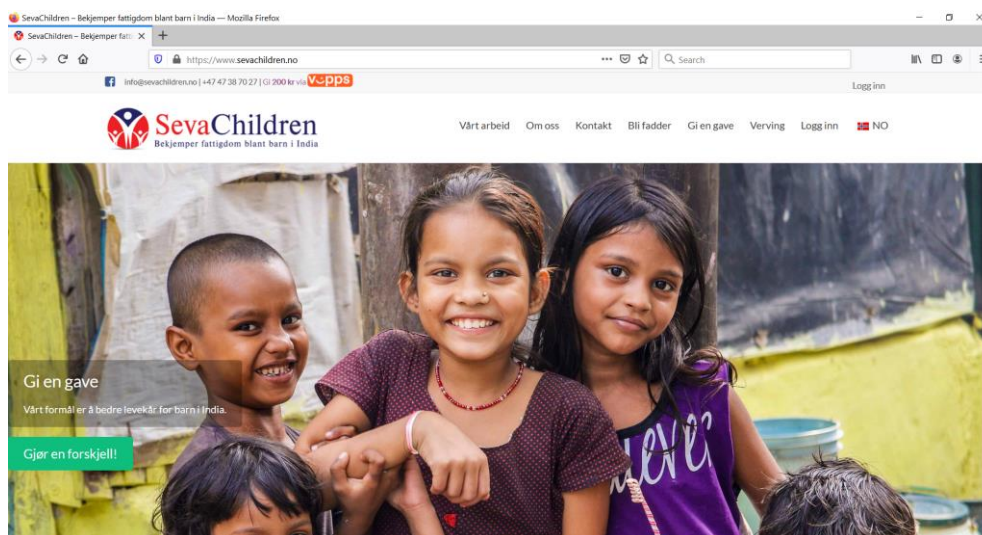 SevaChildren – Bekjemper fattigdom blant barn i India — Mozilla Firefox
SevaChildren – Bekjemper fatti
https://www.sevachildren.no
Search
info@sevachildren.no | +47 47 38 70 27 | Gi 200 kr via Vipps
Logg inn
SevaChildren
Bekjemper fattigdom blant barn i India
Vårt arbeid Om oss Kontakt Bli fadder Gi en gave Verving Logg inn NO
Gi en gave
Vårt formål er å bedre levekår for barn i India.
Gjør en forskjell!